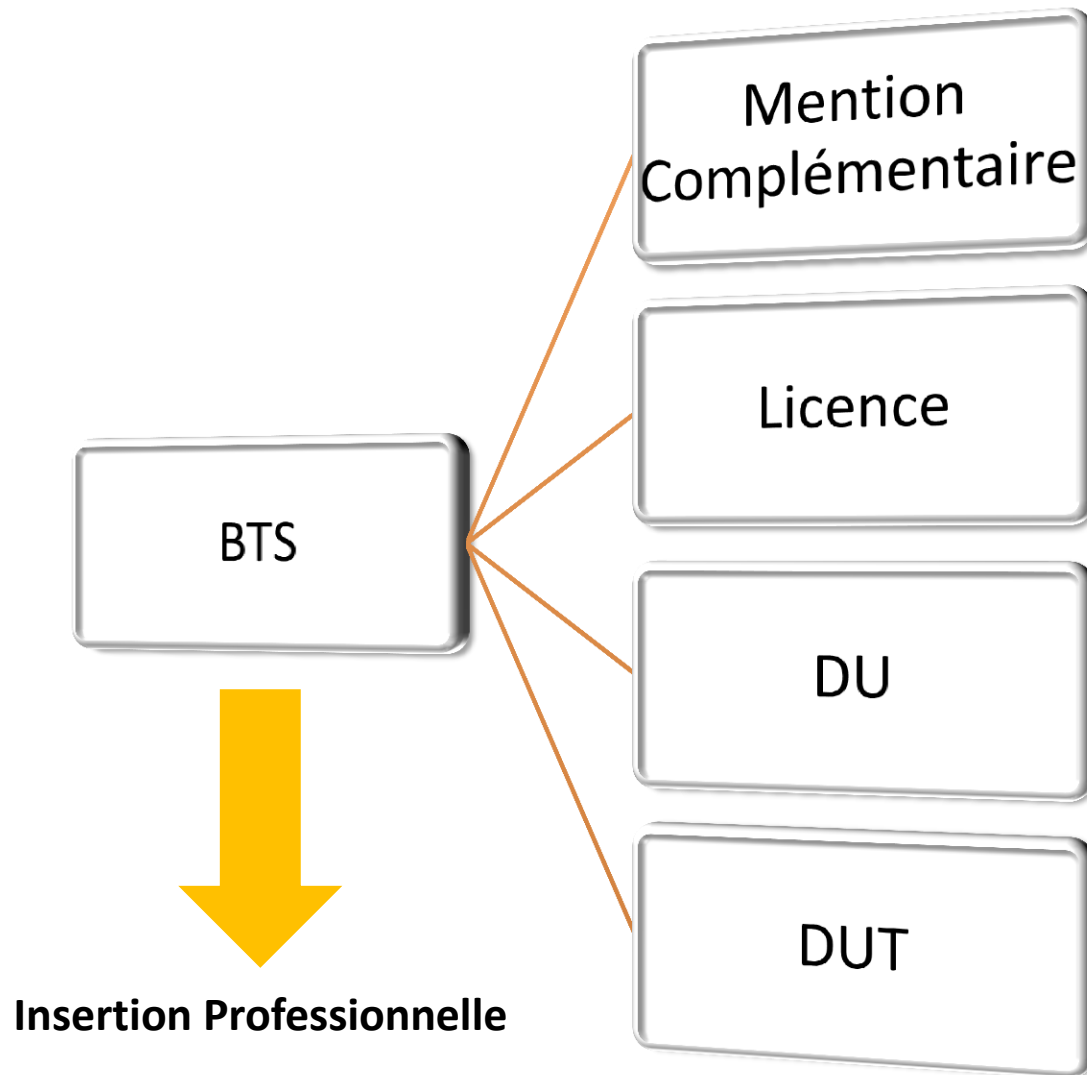 Mention
Complémentaire
Licence
BTS
DU
DUT
Insertion Professionnelle